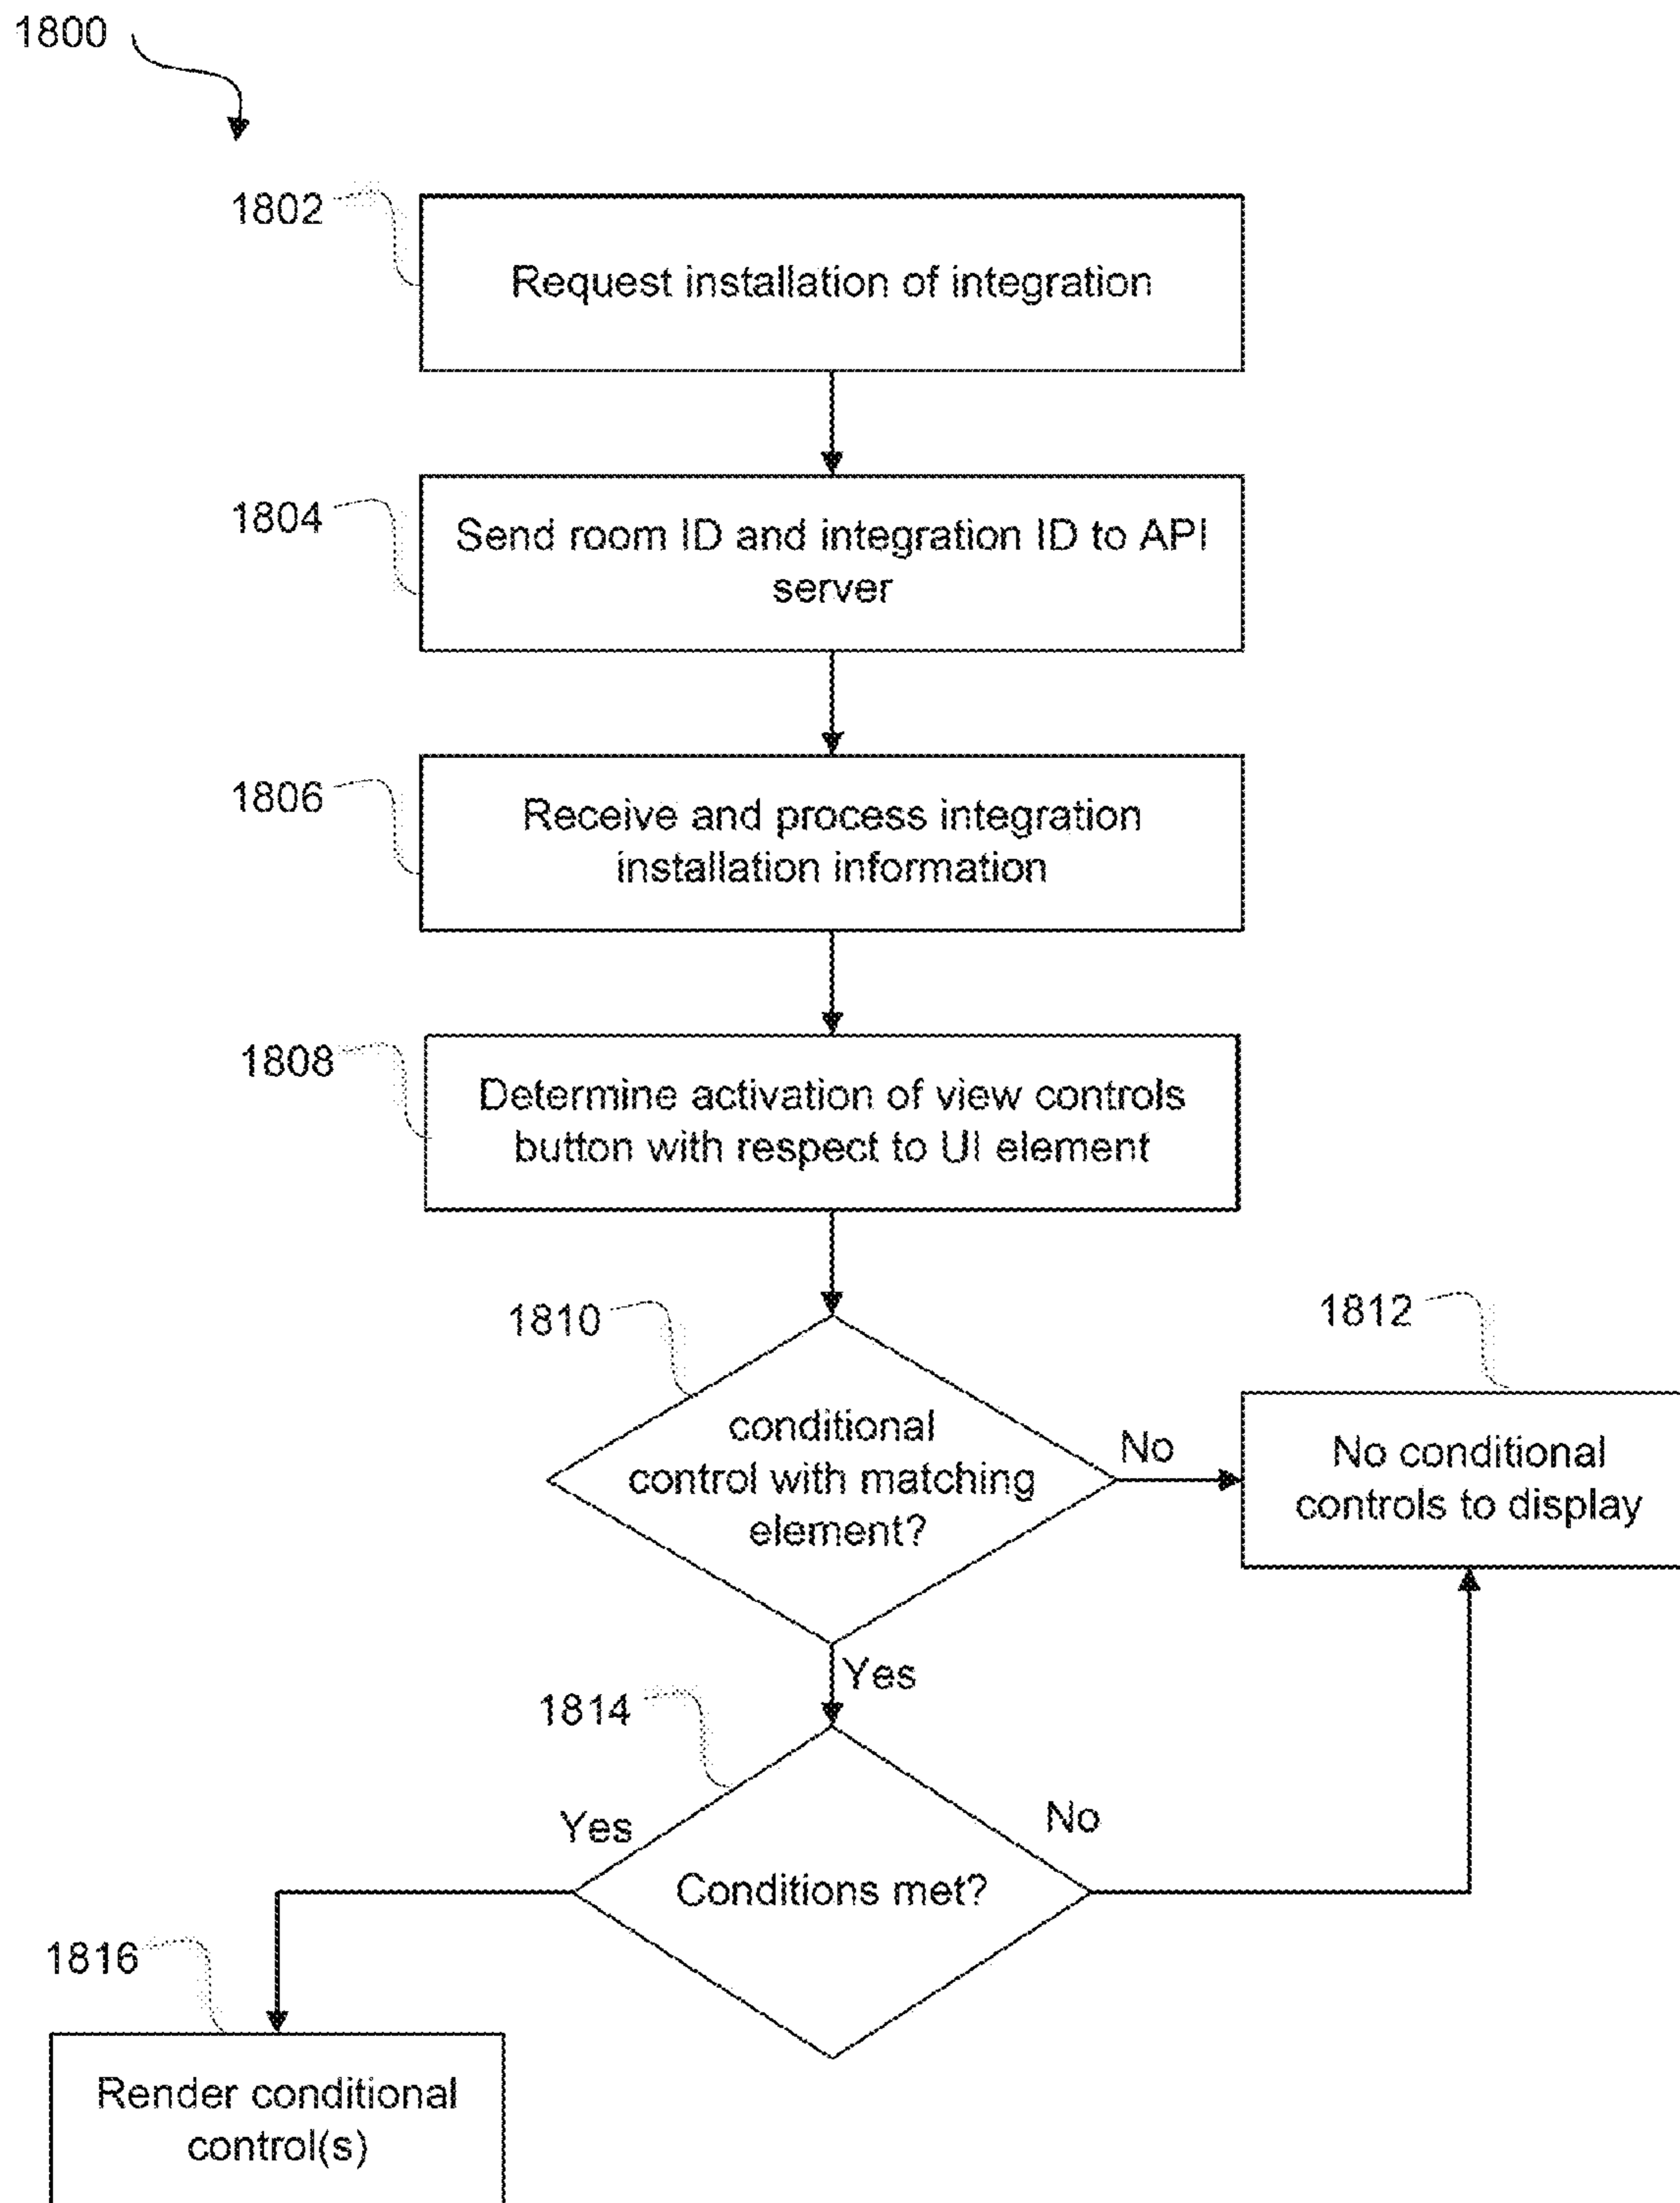 1800
1802
Request installation of integration
1804
Send room ID and integration ID to API
server
1806
Receive and process integration
installation information
1808
Determine activation of view controls
button with respect to UI element
1810
conditional
control with matching
element?
No
1812
No conditional
controls to display
Yes
1814
Yes
No
Conditions met?
1816
Render conditional
control(s)